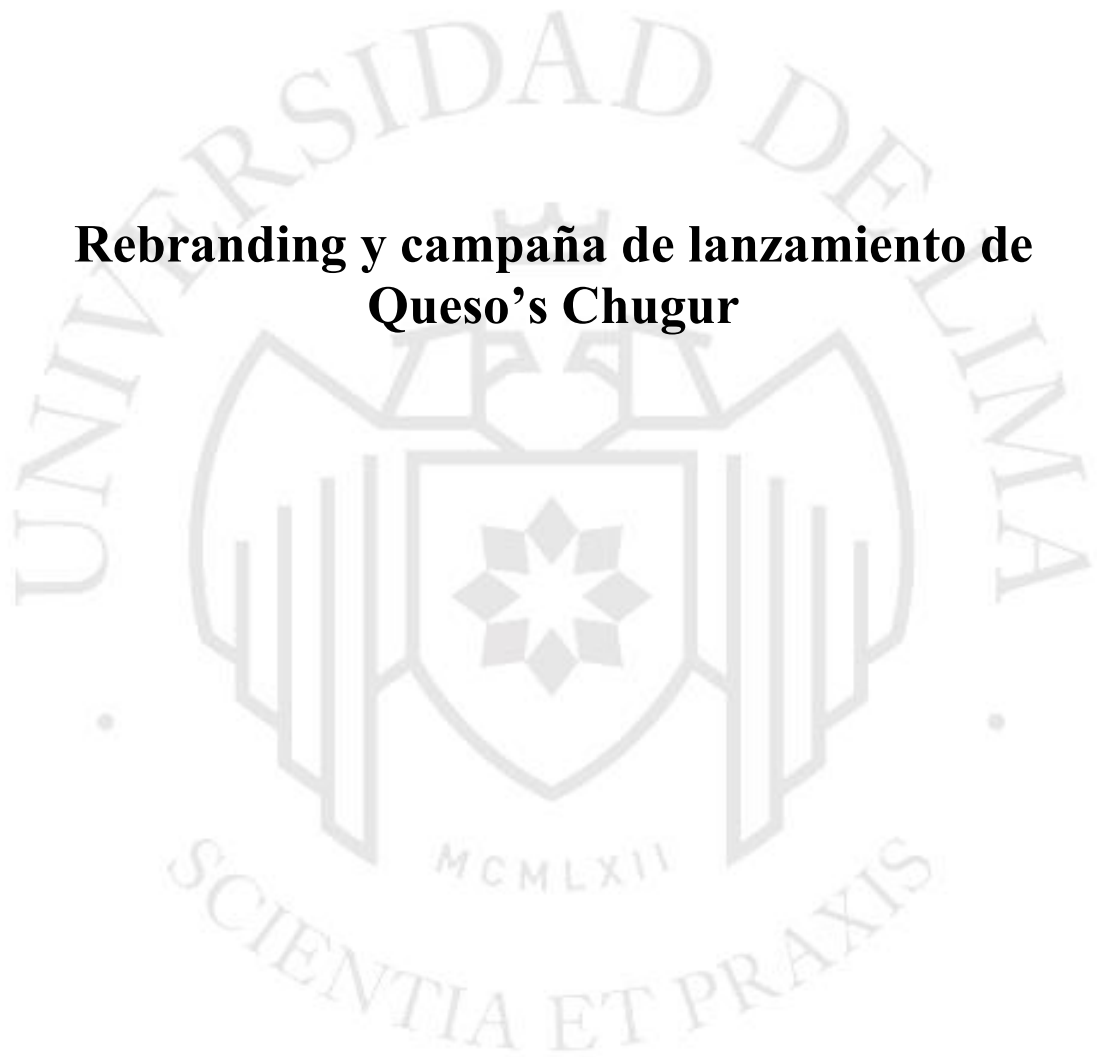 UNIVERSIDAD DE LIMA
Rebranding y campaña de lanzamiento de
Queso’s Chugur
MCMLXII
SCIENTIA ET PRAXIS